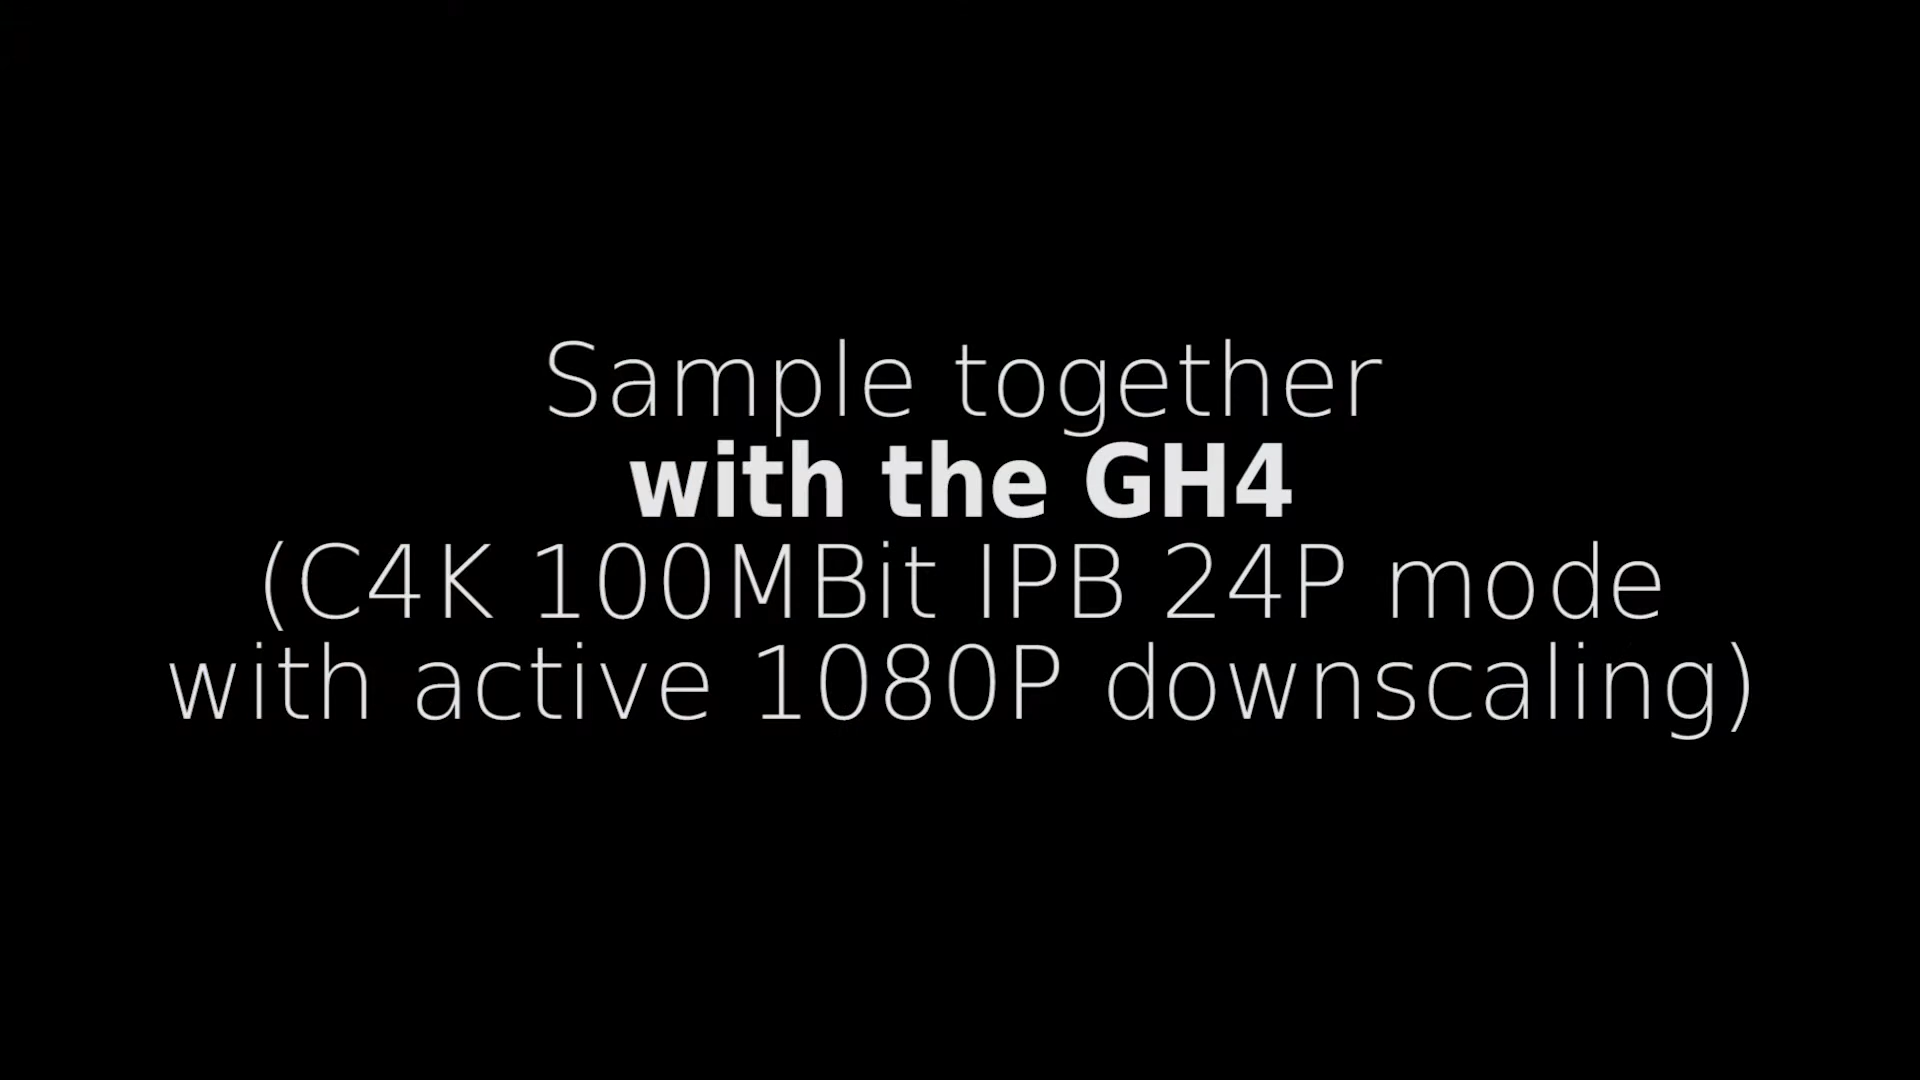 Sample together
with the GH4
(C4K 100MBit IPB 24P mode
with active 1080P downscaling)